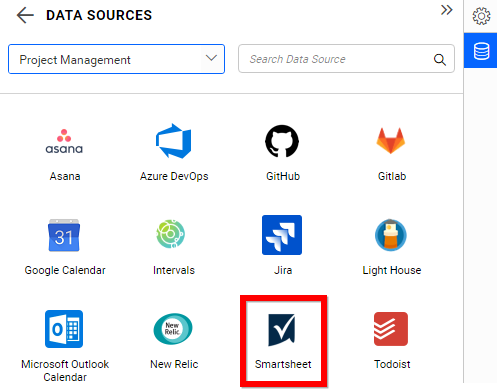 DATA SOURCES
Project Management
Search Data Source
asana
Asana
Azure DevOps
GitHub
Gitlab
31
Google Calendar
Intervals
Jira
Light House
New
Relic
Microsoft Outlook
Calendar
New Relic
Smartsheet
Todoist